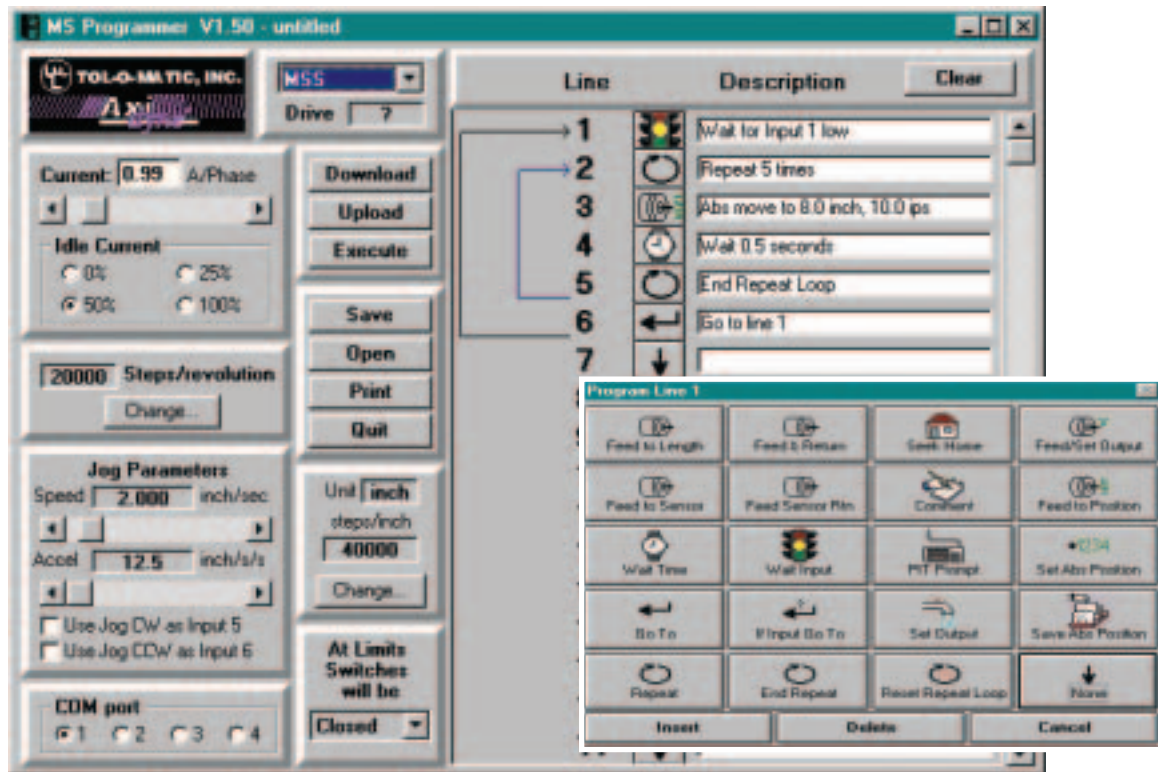 MS Programmer V1.50 - untitled
TOL-O-MATIC, INC.
Axi
MSS
Drive ?
Line Description Clear
1 Wait for Input 1 low
2 Repeat 5 times
3 Abs move to 8.0 inch, 10.0 ips
4 Wait 0.5 seconds
5 End Repeat Loop
6 Go to line 1
7
Current: 0.99 A/Phase
Idle Current
0% 25%
50% 100%
20000 Steps/revolution
Change...
Jog Parameters
Speed 2.000 inch/sec
Accel 12.5 inch/s/s
Use Jog CW as Input 5
Use Jog CCW as Input 6
COM port
1 2 3 4
Download
Upload
Execute
Save
Open
Print
Quit
Unit inch
steps/inch
40000
Change...
At Limits
Switches
will be
Closed
Program Line 1
Feed to Length Feed & Return Seek Home Feed/Set Output
Feed to Sensor Feed Sensor Rtn Comment Feed to Position
Wait Time Wait Input MT Prompt +1234 Set Abs Position
Go To If Input Go To Set Output Save Abs Position
Repeat End Repeat Reset Repeat Loop None
Insert Delete Cancel